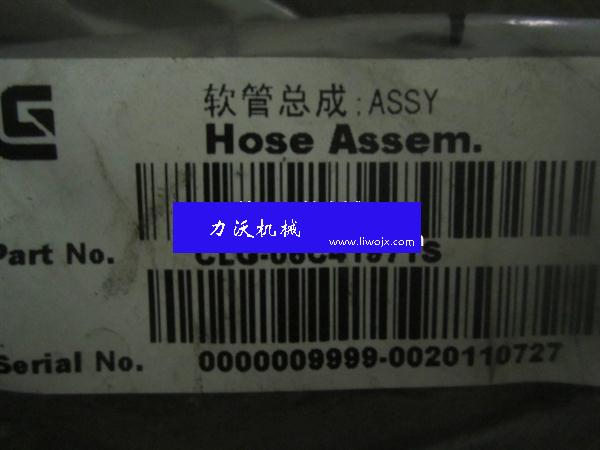 软管总成:ASSY
Hose Assem.
力沃机械
www.liwojx.com
Part No.
Serial No. 0000009999-0020110727